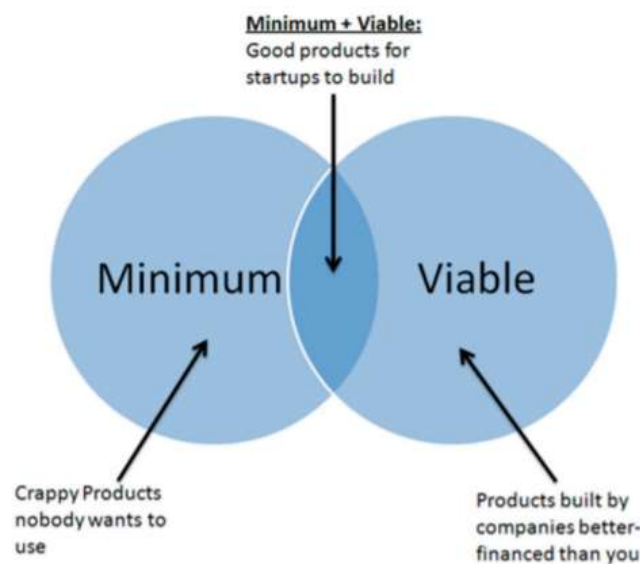 Minimum + Viable:
Good products for
startups to build
Minimum
Viable
Crappy Products
nobody wants to
use
Products built by
companies better-
financed than you